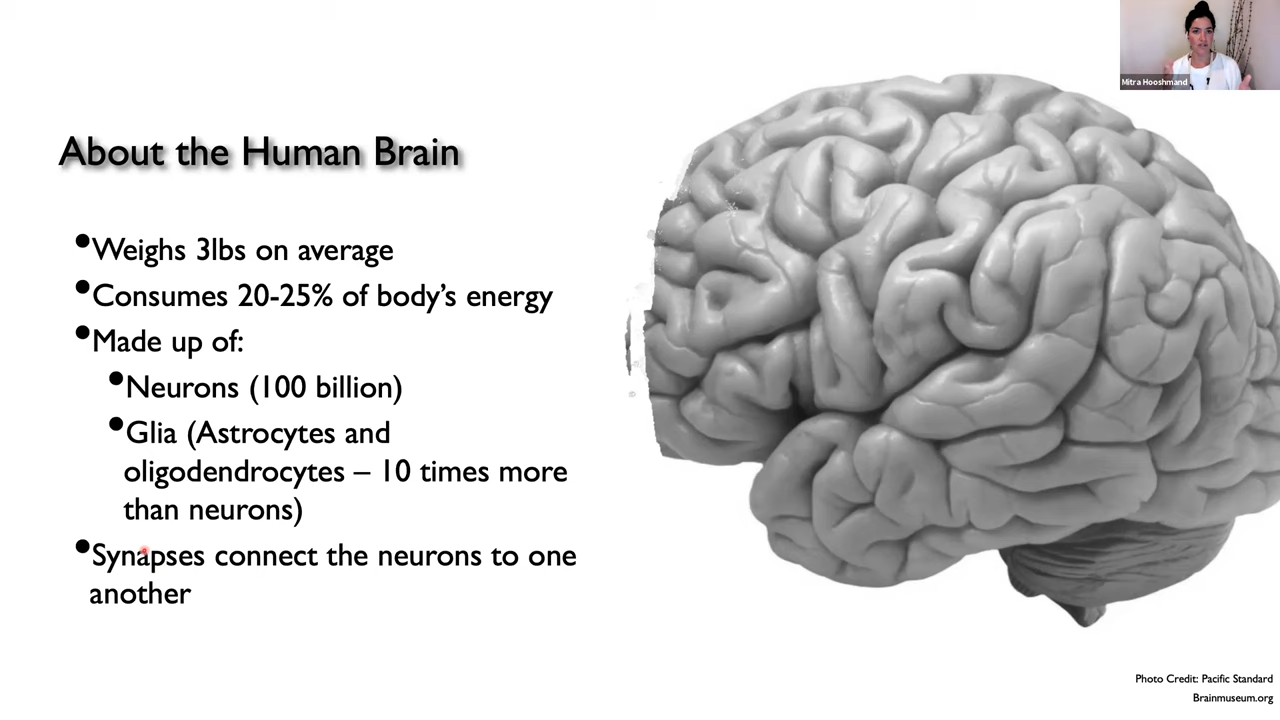 Mitra Hooshmand
About the Human Brain
•Weighs 3lbs on average
•Consumes 20-25% of body’s energy
•Made up of:
•Neurons (100 billion)
•Glia (Astrocytes and
oligodendrocytes – 10 times more
than neurons)
•Synapses connect the neurons to one
another
Photo Credit: Pacific Standard
Brainmuseum.org